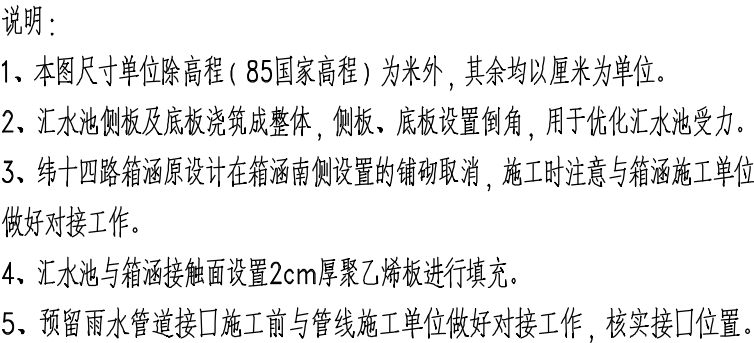 说明：
1、本图尺寸单位除高程（85国家高程）为米外，其余均以厘米为单位。
2、汇水池侧板及底板浇筑成整体，侧板、底板设置倒角，用于优化汇水池受力。
3、纬十四路箱涵原设计在箱涵南侧设置的铺砌取消，施工时注意与箱涵施工单位
做好对接工作。
4、汇水池与箱涵接触面设置2cm厚聚乙烯板进行填充。
5、预留雨水管道接口施工前与管线施工单位做好对接工作，核实接口位置。